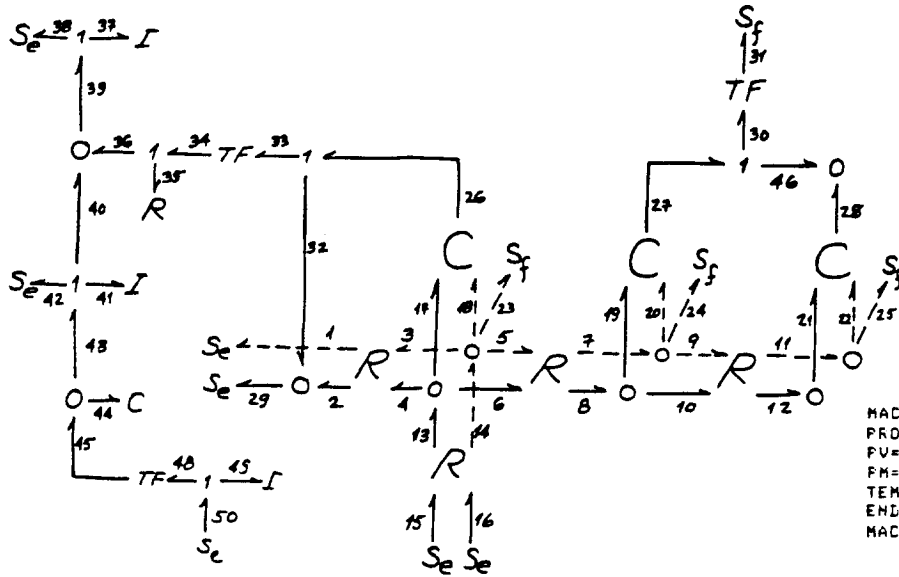 Se 38 1 37 I
Sf
31
39
TF
30
0 36 1 34 TF 33 1
1 46 0
35
R
26
27
28
40
32
C
C
C
Sf
Sf
Sf
Se 42 1 41 I
17
18
23
19
20
24
21
22
25
43
Se 1 R 3 0 5 7 0 9 11 0
Se 29 0 2 4 0 6 R 8 0 10 R 12 0
0 44 C
13
14
45
TF 48 1 49 I
R
50
15
16
Se
Se Se
MAC
PRO
PV=
PM=
TEM
END
MAC